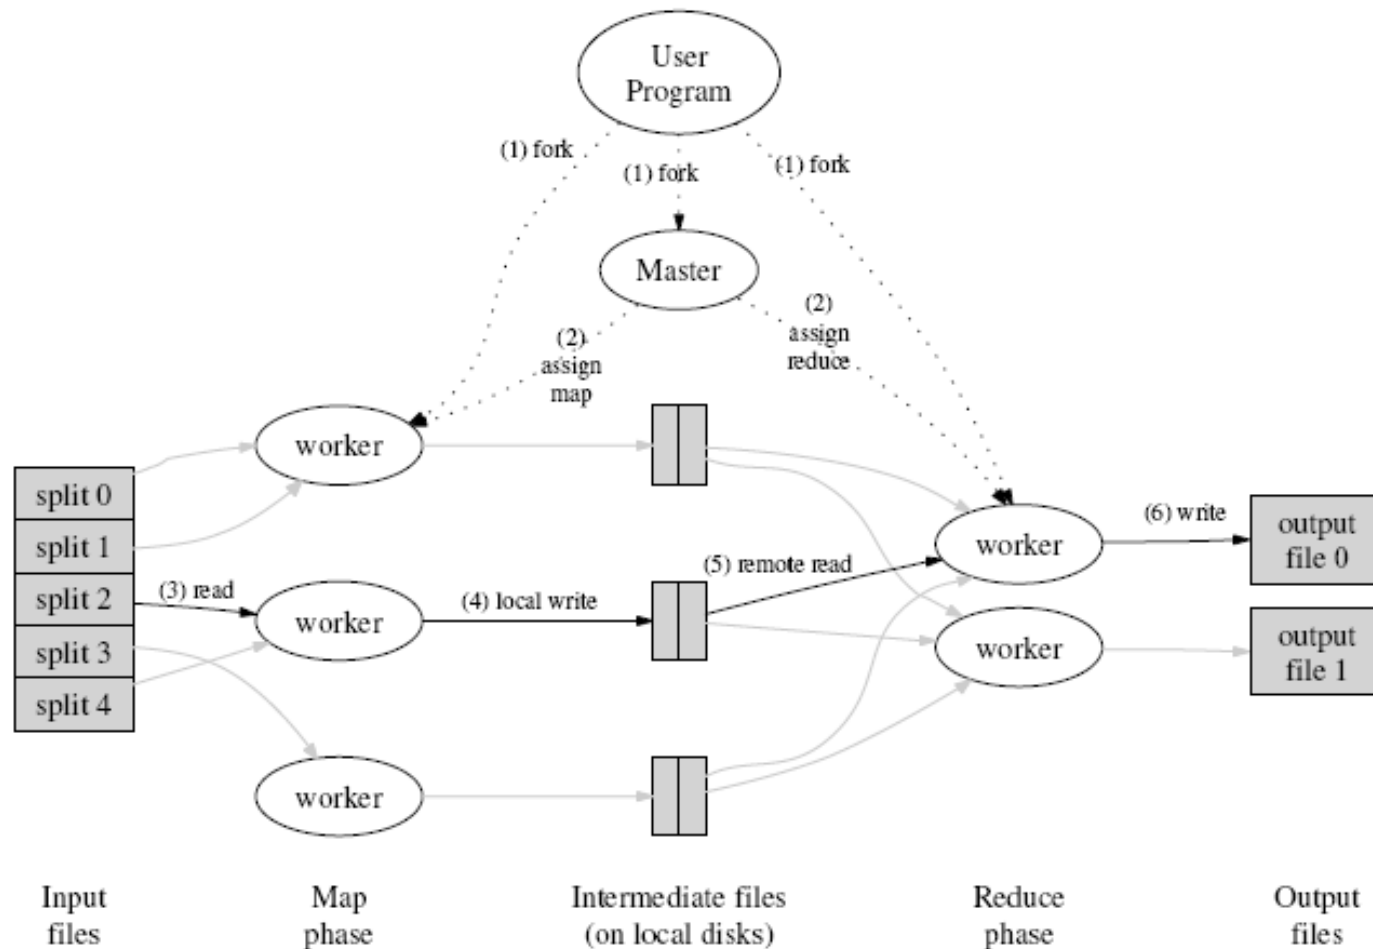 User
Program
(1) fork
(1) fork
(1) fork
Master
(2)
assign
map
(2)
assign
reduce
worker
split 0
split 1
split 2
split 3
split 4
(3) read
worker
(4) local write
(5) remote read
worker
(6) write
output
file 0
worker
output
file 1
worker
Input
files
Map
phase
Intermediate files
(on local disks)
Reduce
phase
Output
files